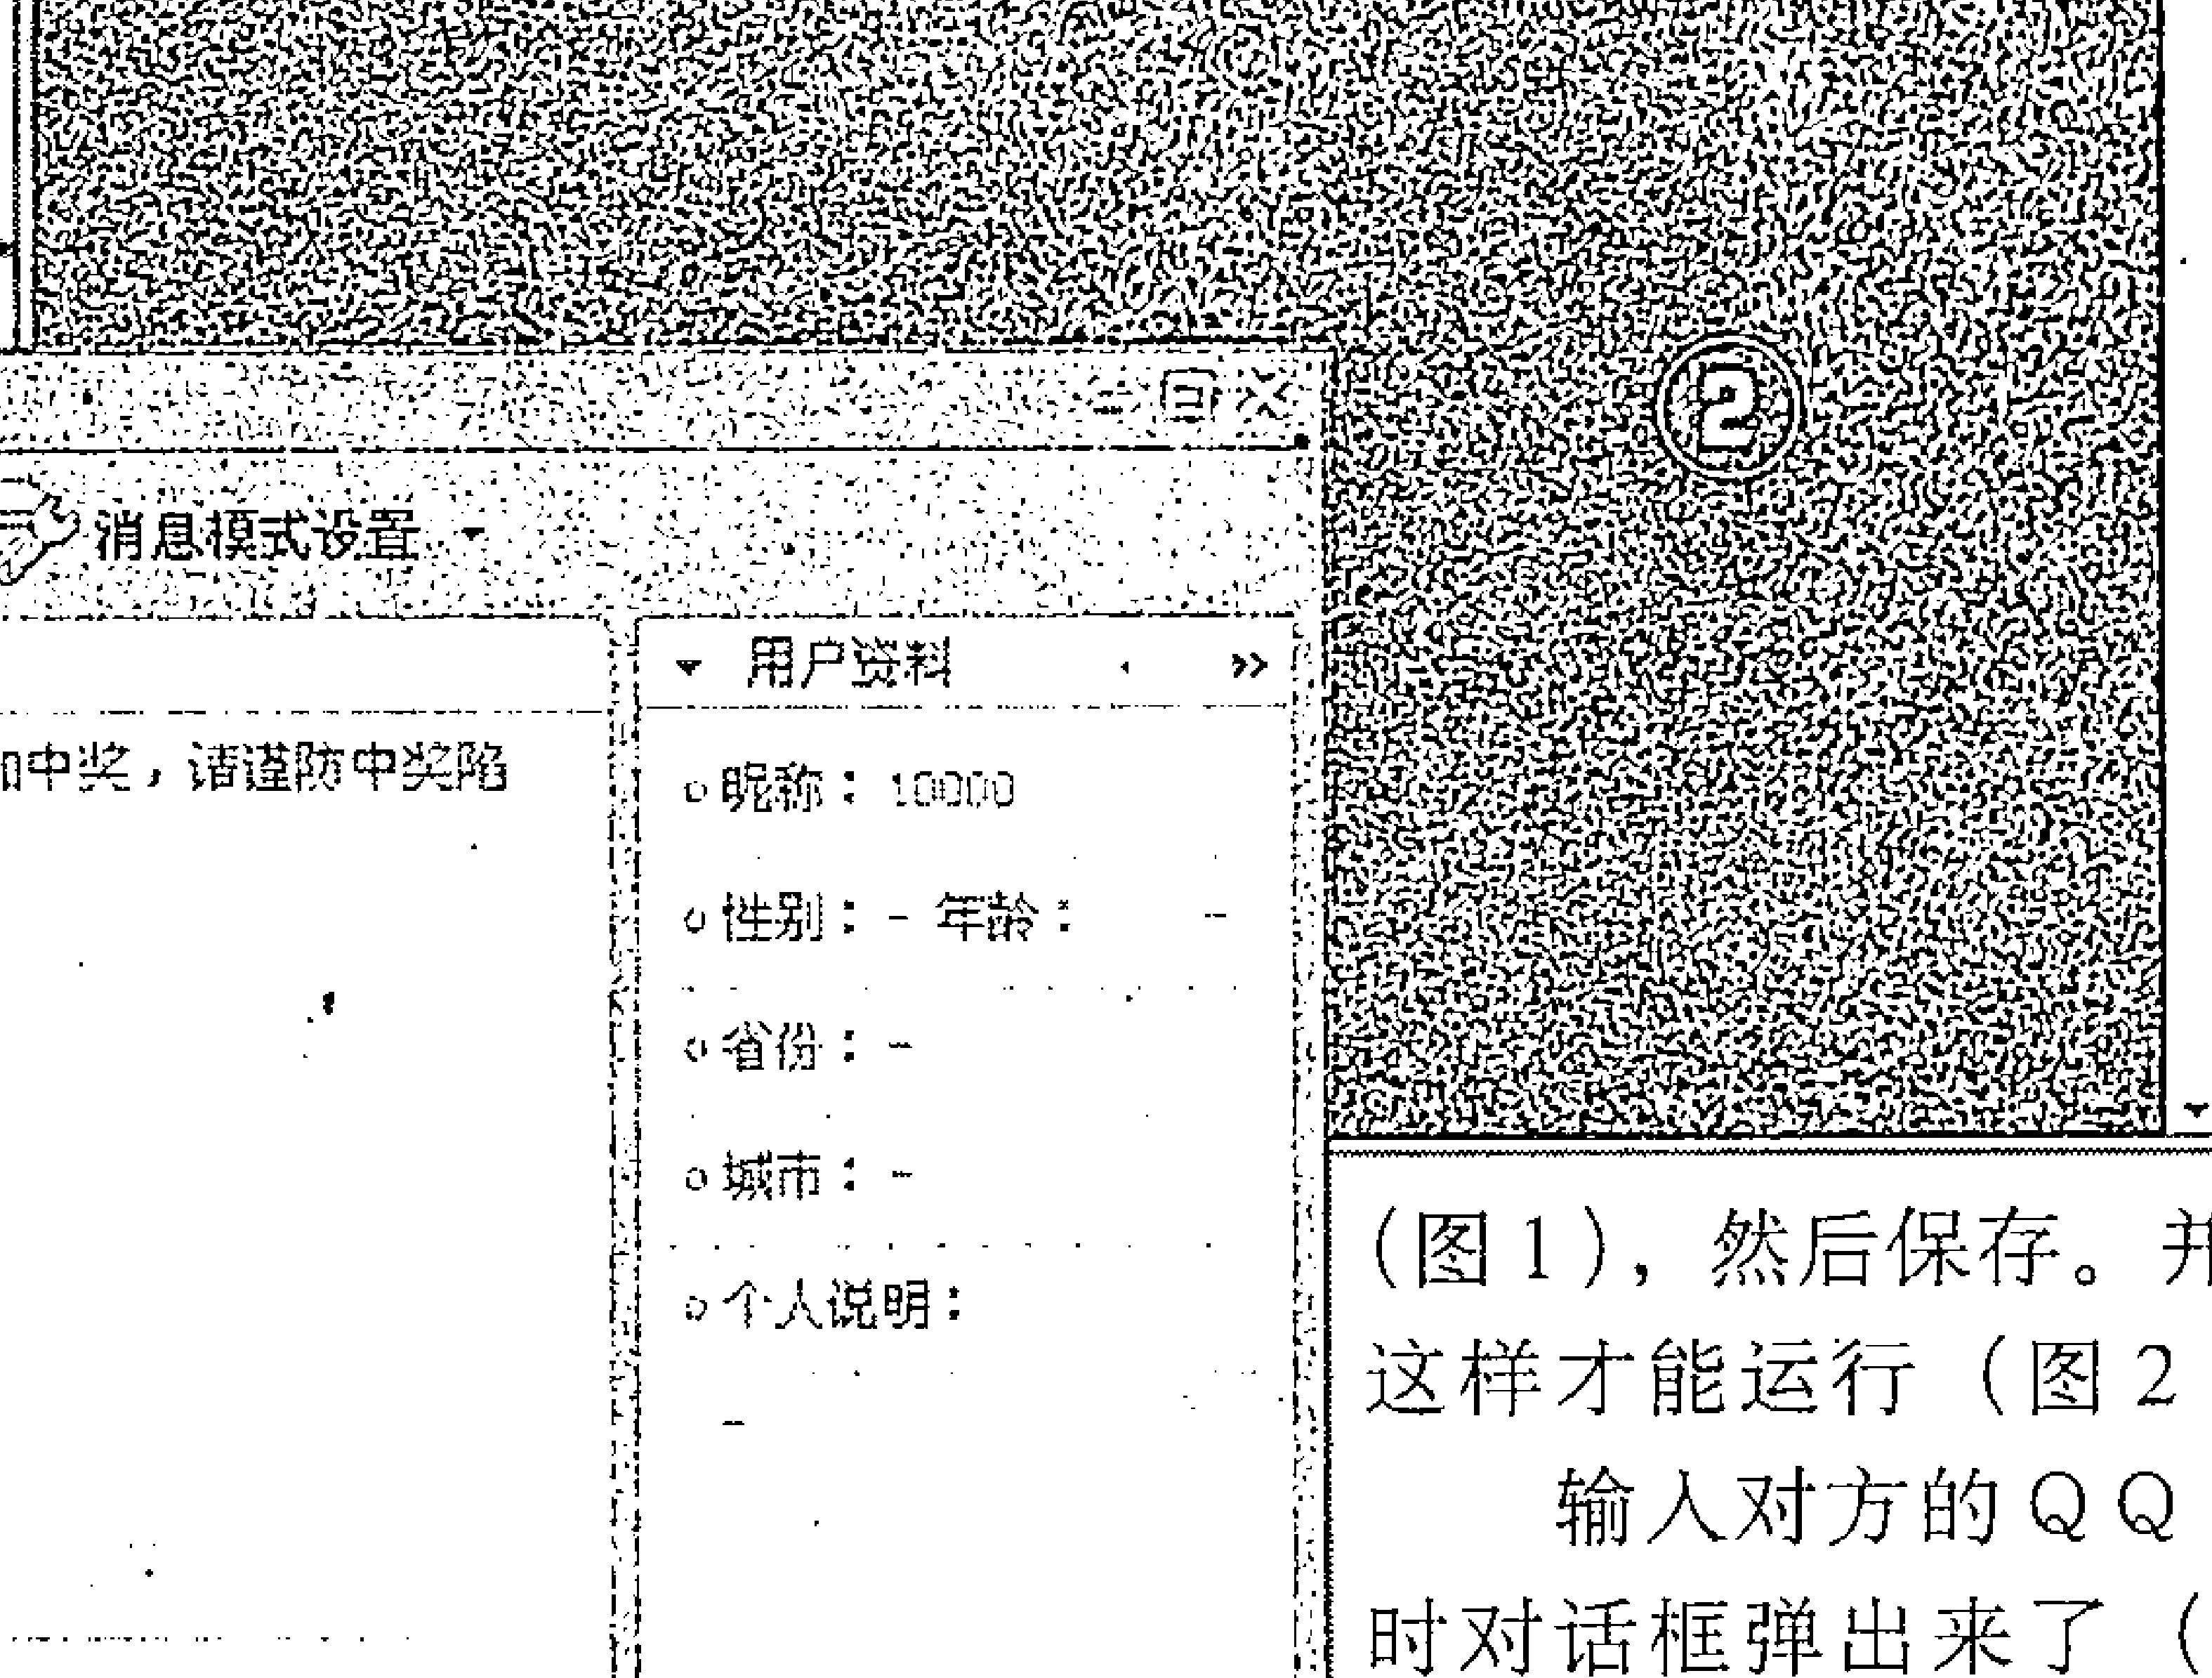 ②
消息模式设置
用户资料 »
中奖，请谨防中奖陷
昵称：10000
性别：- 年龄： -
省份：-
城市：-
个人说明：
-
（图1），然后保存。并
这样才能运行（图2
输入对方的QQ
时对话框弹出来了（